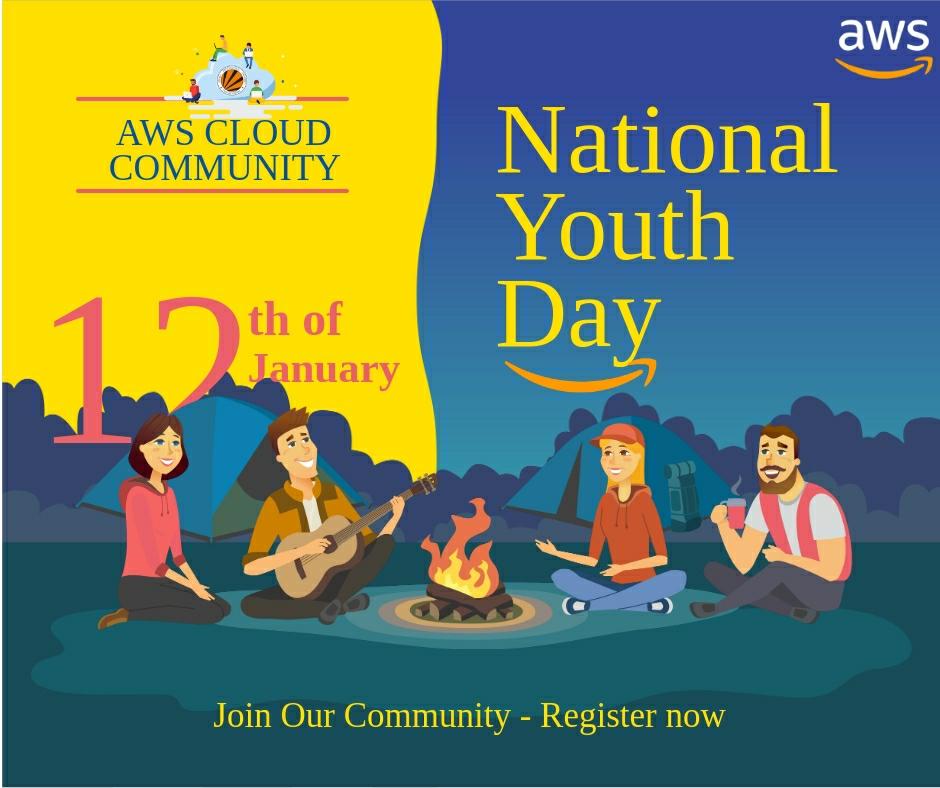 AWS CLOUD
COMMUNITY
12th of
January
aws
National
Youth
Day
Join Our Community - Register now